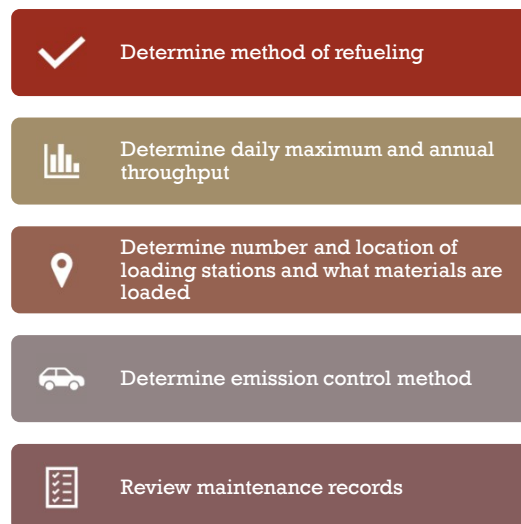 Determine method of refueling
Determine daily maximum and annual
throughput
Determine number and location of
loading stations and what materials are
loaded
Determine emission control method
Review maintenance records